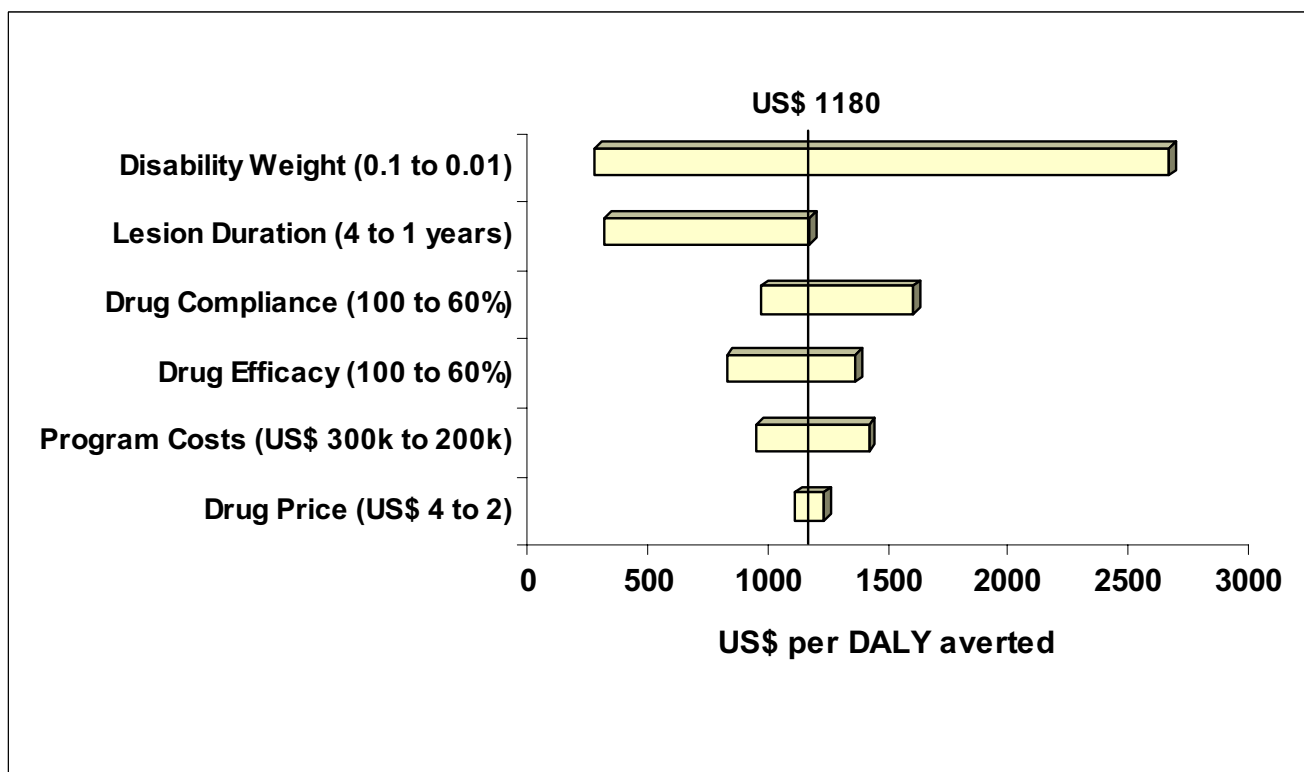 US$ 1180
Disability Weight (0.1 to 0.01)
Lesion Duration (4 to 1 years)
Drug Compliance (100 to 60%)
Drug Efficacy (100 to 60%)
Program Costs (US$ 300k to 200k)
Drug Price (US$ 4 to 2)
0 500 1000 1500 2000 2500 3000
US$ per DALY averted